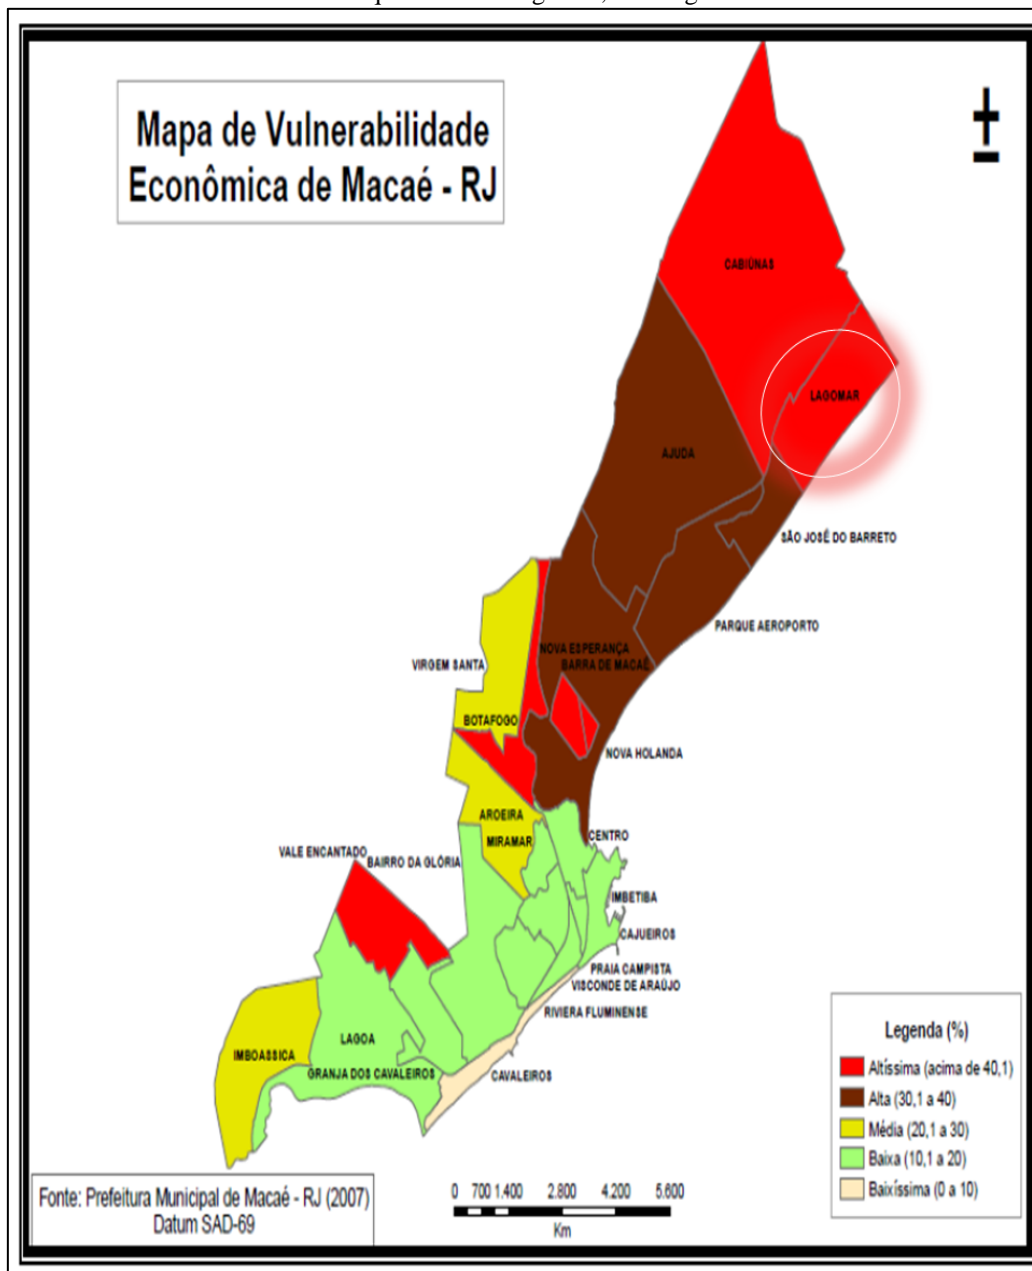 Mapa de Vulnerabilidade
Econômica de Macaé - RJ
CABIÚNAS
LAGOMAR
AJUDA
SÃO JOSÉ DO BARRETO
PARQUE AEROPORTO
NOVA ESPERANÇA
BARRA DE MACAÉ
VIRGEM SANTA
BOTAFOGO
NOVA HOLANDA
AROEIRA
MIRAMAR
CENTRO
VALE ENCANTADO
BAIRRO DA GLÓRIA
IMBETIBA
CAJUEIROS
PRAIA CAMPISTA
VISCONDE DE ARAÚJO
RIVIERA FLUMINENSE
LAGOA
IMBOASSICA
GRANJA DOS CAVALEIROS
CAVALEIROS
Legenda (%)
Altíssima (acima de 40,1)
Alta (30,1 a 40)
Média (20,1 a 30)
Baixa (10,1 a 20)
Baixíssima (0 a 10)
Fonte: Prefeitura Municipal de Macaé - RJ (2007)
Datum SAD-69
0 700 1.400 2.800 4.200 5.600
Km